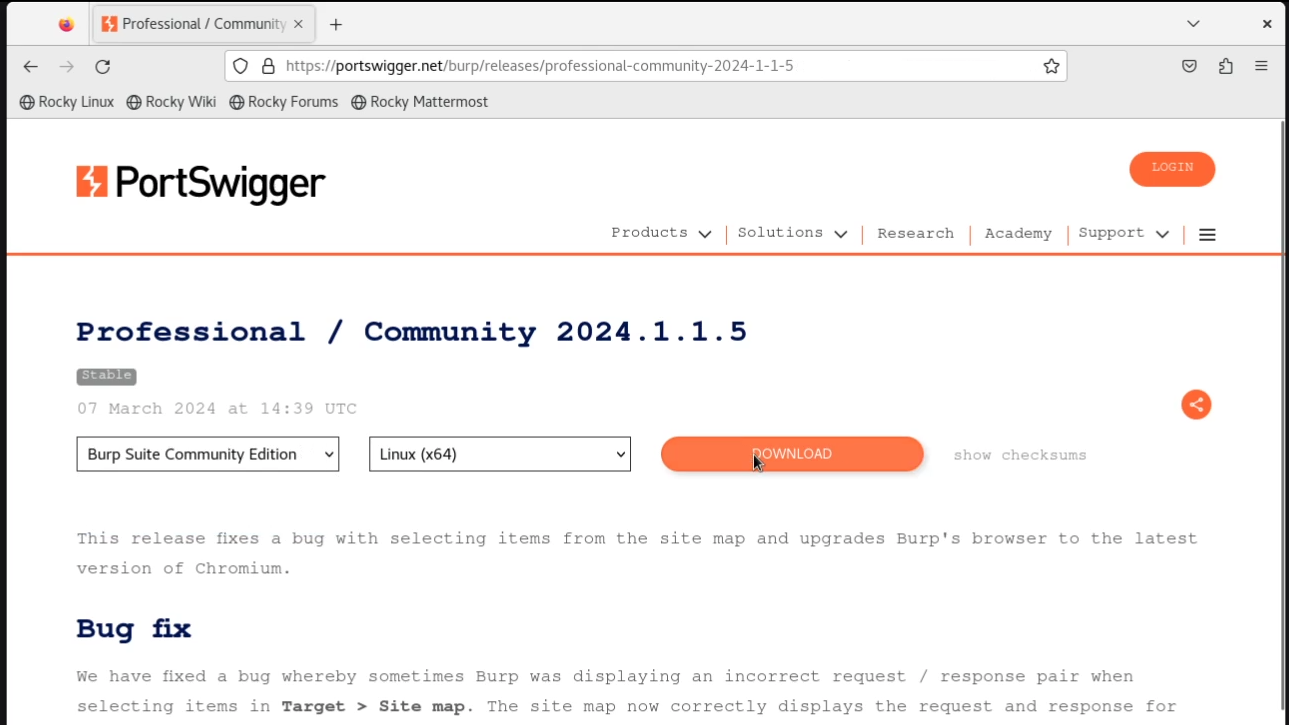 Professional / Community
https://portswigger.net/burp/releases/professional-community-2024-1-1-5
Rocky Linux Rocky Wiki Rocky Forums Rocky Mattermost
PortSwigger
LOGIN
Products Solutions Research Academy Support
Professional / Community 2024.1.1.5
Stable
07 March 2024 at 14:39 UTC
Burp Suite Community Edition Linux (x64) DOWNLOAD show checksums
This release fixes a bug with selecting items from the site map and upgrades Burp's browser to the latest
version of Chromium.
Bug fix
We have fixed a bug whereby sometimes Burp was displaying an incorrect request / response pair when
selecting items in Target > Site map. The site map now correctly displays the request and response for